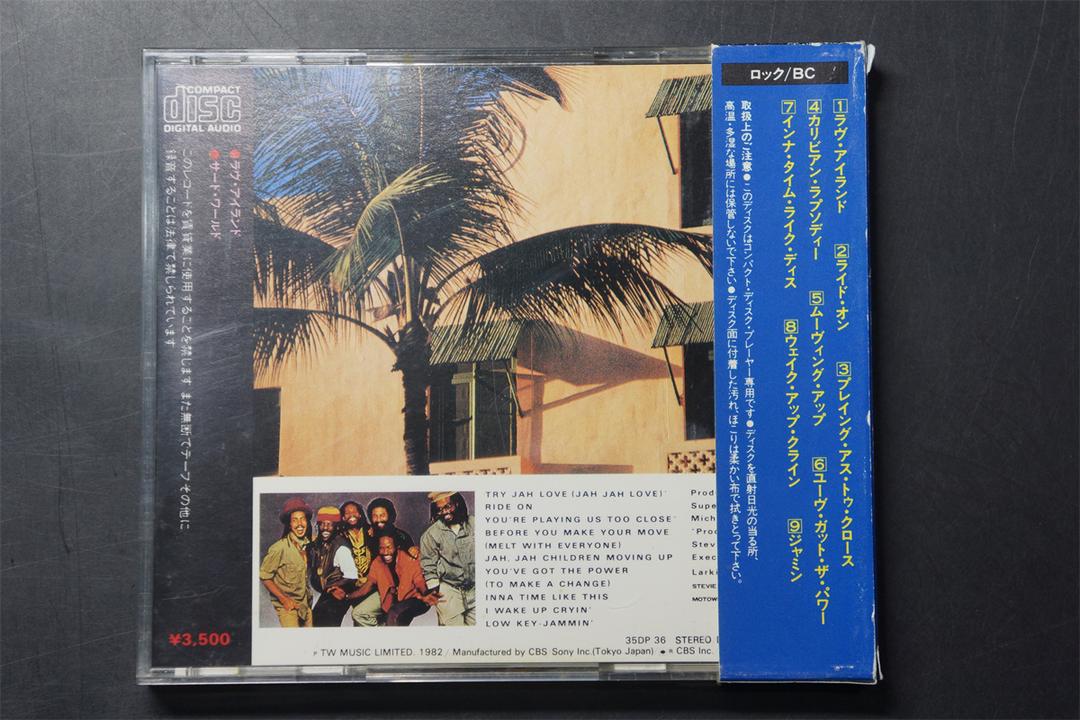 COMPACT
disc
DIGITAL AUDIO
●ラヴ・アイランド
●サード・ワールド
このレコードを賃貸業に使用することを禁じます また無断でテープその他に
録音することは法律で禁じられています
¥3,500
TRY JAH LOVE (JAH JAH LOVE)*
RIDE ON
YOU'RE PLAYING US TOO CLOSE*
BEFORE YOU MAKE YOUR MOVE
(MELT WITH EVERYONE)
JAH, JAH CHILDREN MOVING UP
YOU'VE GOT THE POWER
(TO MAKE A CHANGE)
INNA TIME LIKE THIS
I WAKE UP CRYIN'
LOW KEY-JAMMIN'
Prod
Supe
Mich
*Proc
Stev
Exec
Larki
STEVIE
MOTOW
35DP 36 STEREO
℗ TW MUSIC LIMITED. 1982 / Manufactured by CBS Sony Inc. (Tokyo Japan) ● ® CBS Inc.
ロック/BC
1ラヴ・アイランド 2ライド・オン 3プレイング・アス・トゥ・クロース
4カリビアン・ラプソディー 5ムーヴィング・アップ 6ユーヴ・ガット・ザ・パワー
7インナ・タイム・ライク・ディス 8ウェイク・アップ・クライン 9ジャミン
取扱上のご注意●このディスクはコンパクト・ディスク・プレーヤー専用です●ディスクを直射日光の当る所、
高温・多湿な場所には保管しないで下さい●ディスク面に付着した汚れ、ほこりは柔かい布で拭きとって下さい。